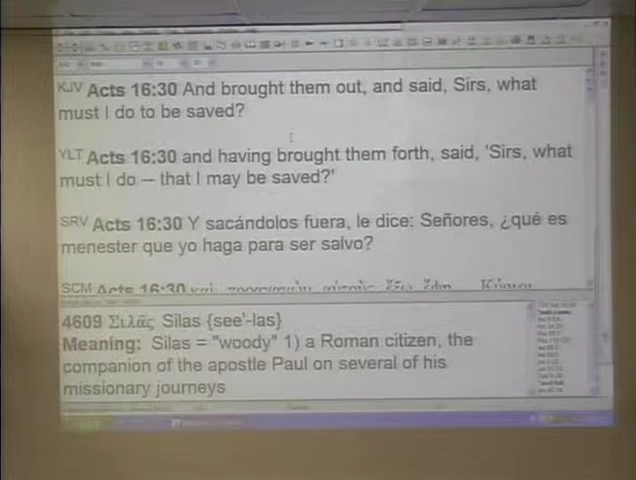 KJV Acts 16:30 And brought them out, and said, Sirs, what
must I do to be saved?
YLT Acts 16:30 and having brought them forth, said, 'Sirs, what
must I do — that I may be saved?'
SRV Acts 16:30 Y sacándolos fuera, le dice: Señores, ¿qué es
menester que yo haga para ser salvo?
SCM Acts 16:30
4609 Σιλᾶς Silas {see'-las}
Meaning: Silas = "woody" 1) a Roman citizen, the
companion of the apostle Paul on several of his
missionary journeys